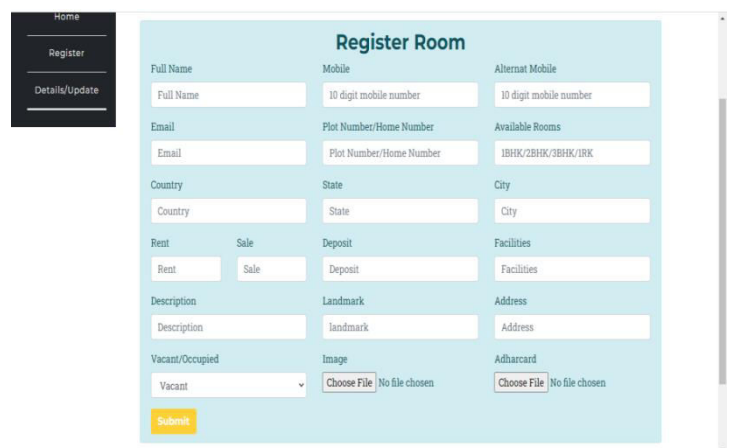 Home
Register
Details/Update
Register Room
Full Name Mobile Alternat Mobile
Full Name 10 digit mobile number 10 digit mobile number
Email Plot Number/Home Number Available Rooms
Email Plot Number/Home Number 1BHK/2BHK/3BHK/1RK
Country State City
Country State City
Rent Sale Deposit Facilities
Rent Sale Deposit Facilities
Description Landmark Address
Description landmark Address
Vacant/Occupied Image Adharcard
Vacant Choose File No file chosen Choose File No file chosen
Submit